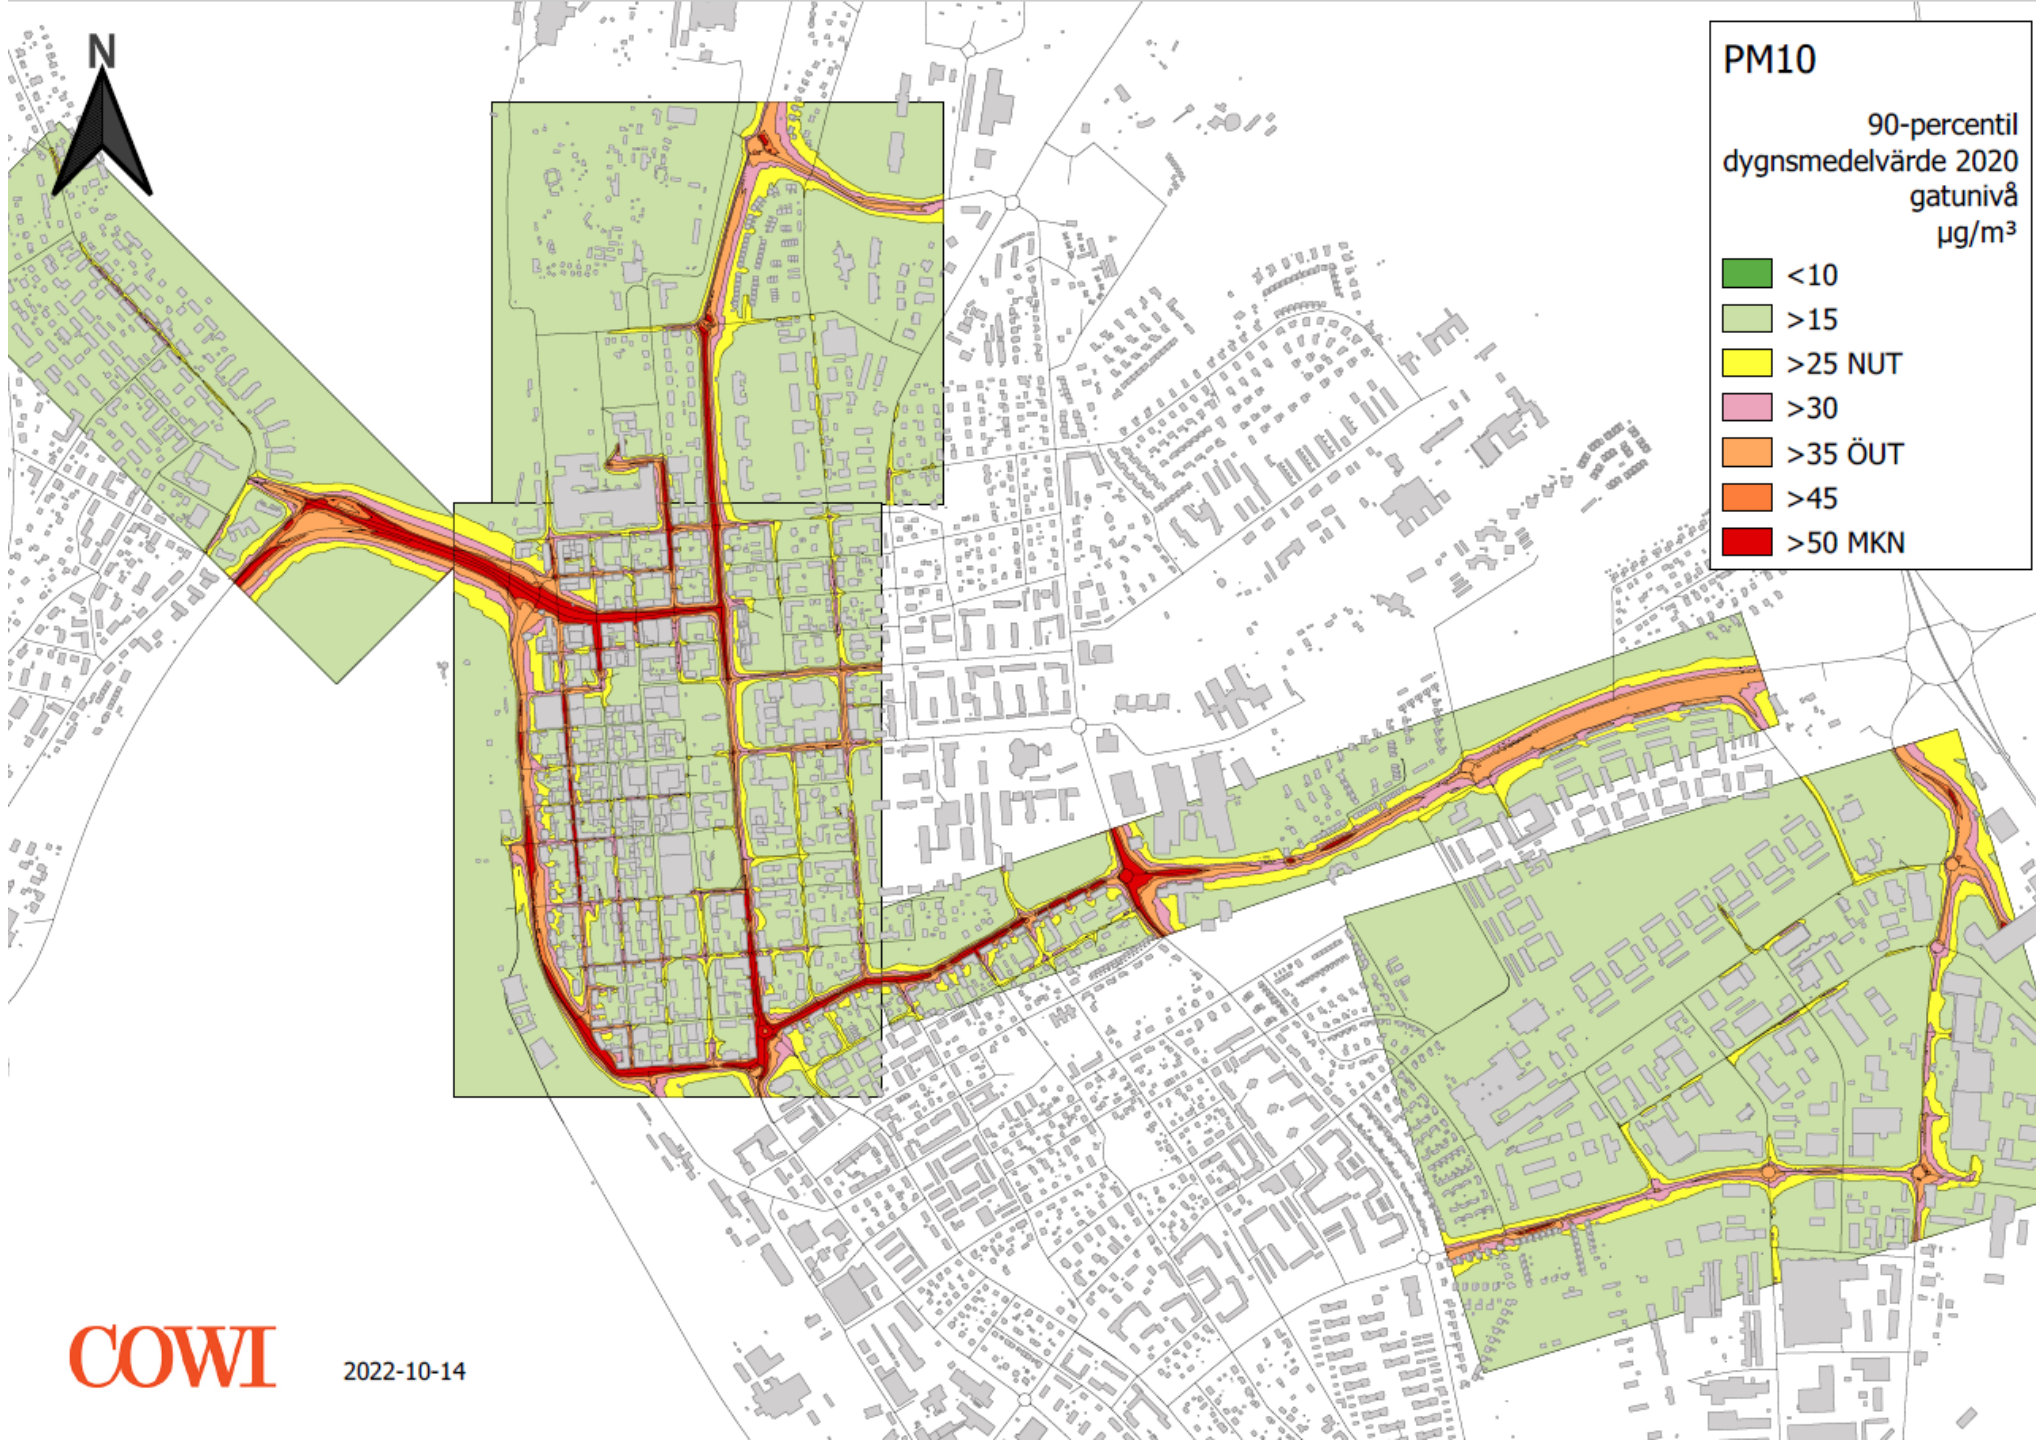 N
PM10
90-percentil
dygnsmedelvärde 2020
gatunivå
µg/m³
<10
>15
>25 NUT
>30
>35 ÖUT
>45
>50 MKN
COWI
2022-10-14